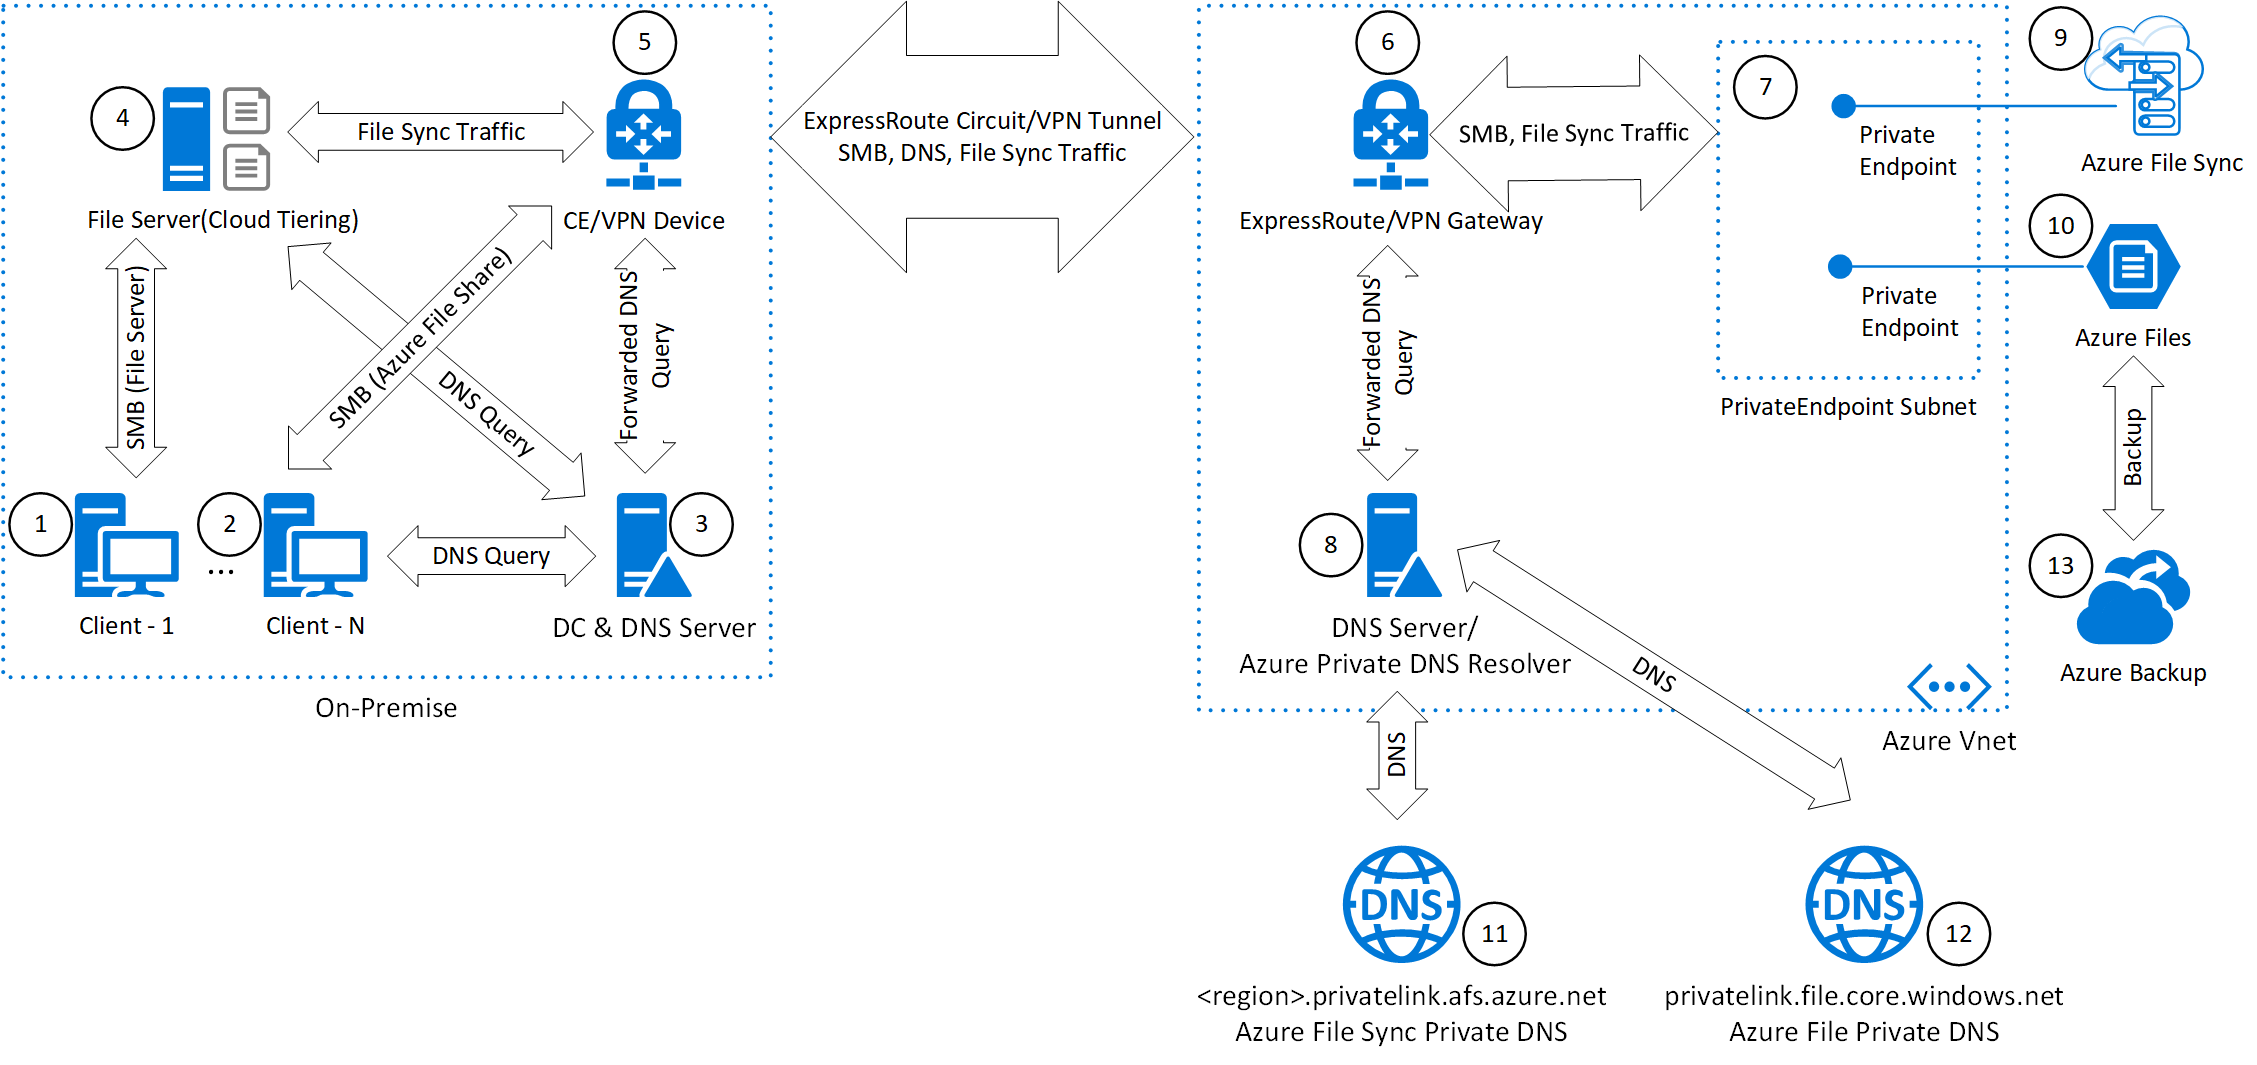 5
6
9
4
7
File Sync Traffic
ExpressRoute Circuit/VPN Tunnel
SMB, DNS, File Sync Traffic
SMB, File Sync Traffic
Private
Endpoint
Azure File Sync
File Server(Cloud Tiering)
CE/VPN Device
ExpressRoute/VPN Gateway
10
Private
Endpoint
Azure Files
SMB (File Server)
SMB (Azure File Share)
DNS Query
Forwarded DNS
Query
Forwarded DNS
Query
PrivateEndpoint Subnet
Backup
1
2
...
DNS Query
3
8
13
Client - 1
Client - N
DC & DNS Server
DNS Server/
Azure Private DNS Resolver
DNS
Azure Backup
On-Premise
Azure Vnet
DNS
DNS
11
DNS
12
<region>.privatelink.afs.azure.net
Azure File Sync Private DNS
privatelink.file.core.windows.net
Azure File Private DNS